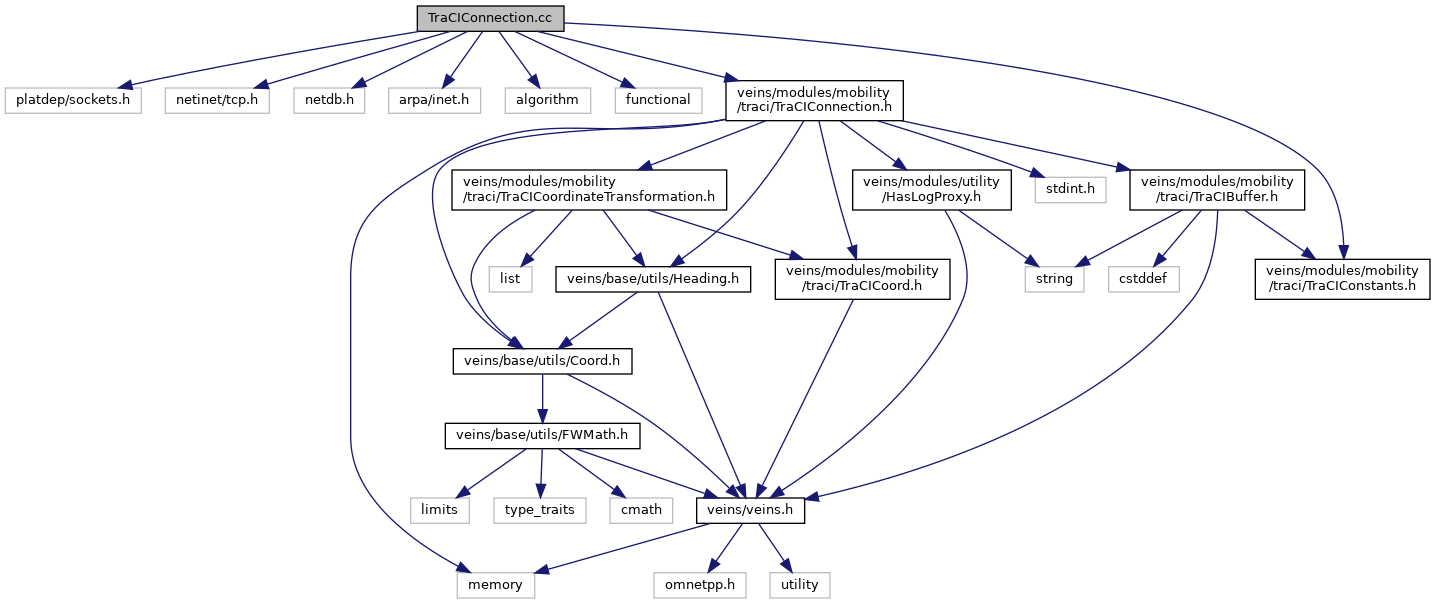 TraCIConnection.cc
platdep/sockets.h
netinet/tcp.h
netdb.h
arpa/inet.h
algorithm
functional
veins/modules/mobility
/traci/TraCIConnection.h
veins/modules/mobility
/traci/TraCICoordinateTransformation.h
veins/modules/utility
/HasLogProxy.h
stdint.h
veins/modules/mobility
/traci/TraCIBuffer.h
list
veins/base/utils/Heading.h
veins/modules/mobility
/traci/TraCICoord.h
string
cstddef
veins/modules/mobility
/traci/TraCIConstants.h
veins/base/utils/Coord.h
veins/base/utils/FWMath.h
limits
type_traits
cmath
veins/veins.h
memory
omnetpp.h
utility